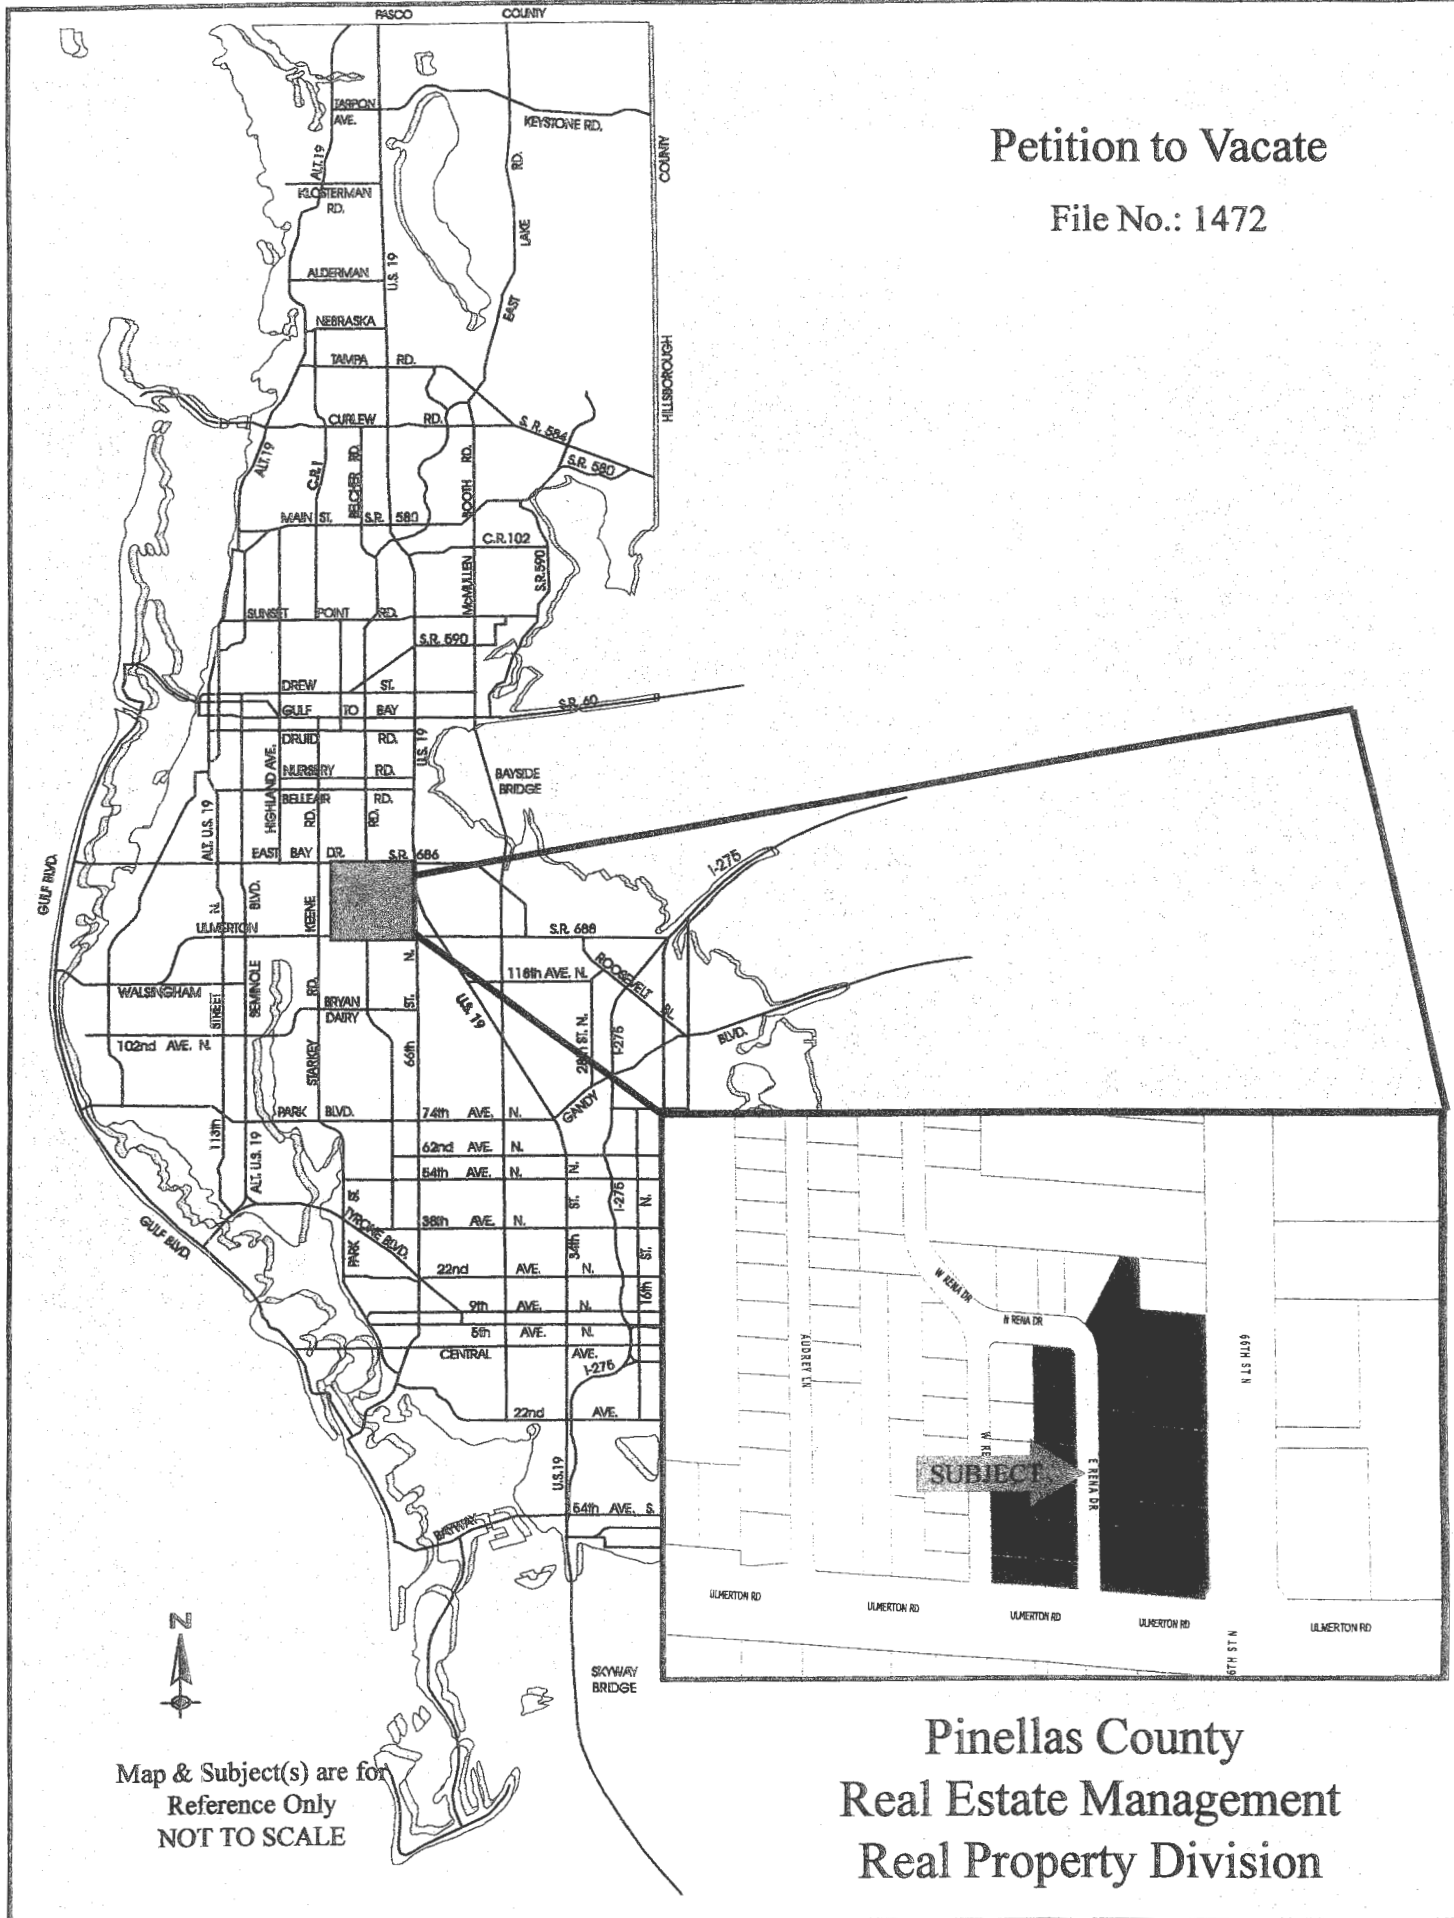 PASCO COUNTY
TARPON
AVE.
KEYSTONE RD.
COUNTY
Petition to Vacate
File No.: 1472
ALT.19
KLOSTERMAN
RD.
RD.
LAKE
EAST
U.S. 19
ALDERMAN
NEBRASKA
TAMPA RD.
HILLSBOROUGH
CURLEW RD.
S.R. 584
S.R. 580
ALT.19
C.R.1
BELCHER RD.
BOOTH RD.
MAIN ST. S.R. 580
C.R.102
S.R.590
McMULLEN
SUNSET POINT RD.
S.R. 590
DREW ST.
GULF TO BAY
S.R. 60
DRUID RD.
U.S. 19
HIGHLAND AVE.
NURSERY RD.
BAYSIDE
BRIDGE
BELLEAIR RD.
RD.
RD.
ALT. U.S. 19
EAST BAY DR. S.R. 686
GULF BLVD.
I-275
N.
BLVD.
KEENE
ULMERTON
S.R. 688
N.
ROOSEVELT
BL.
118th AVE. N.
WALSINGHAM
SEMINOLE
RD.
BRYAN
DAIRY
ST.
U.S. 19
STREET
102nd AVE. N.
28th ST. N.
I-275
BLVD.
STARKEY
66th
GANDY
PARK BLVD.
74th AVE. N.
113th
62nd AVE. N.
ALT. U.S. 19
54th AVE. N.
N.
ST.
I-275
N.
ST.
TYRONE BLVD.
38th AVE. N.
GULF BLVD.
PARK
34th
ST.
22nd AVE. N.
16th
9th AVE. N.
5th AVE. N.
CENTRAL AVE.
I-275
22nd AVE.
U.S.19
54th AVE. S.
BAYWAY
SKYWAY
BRIDGE
W RENA DR
N RENA DR
AUDREY LN
66TH ST N
W RE
SUBJECT
E RENA DR
ULMERTON RD
ULMERTON RD
ULMERTON RD
ULMERTON RD
ULMERTON RD
67H ST N
N
Map & Subject(s) are for
Reference Only
NOT TO SCALE
Pinellas County
Real Estate Management
Real Property Division